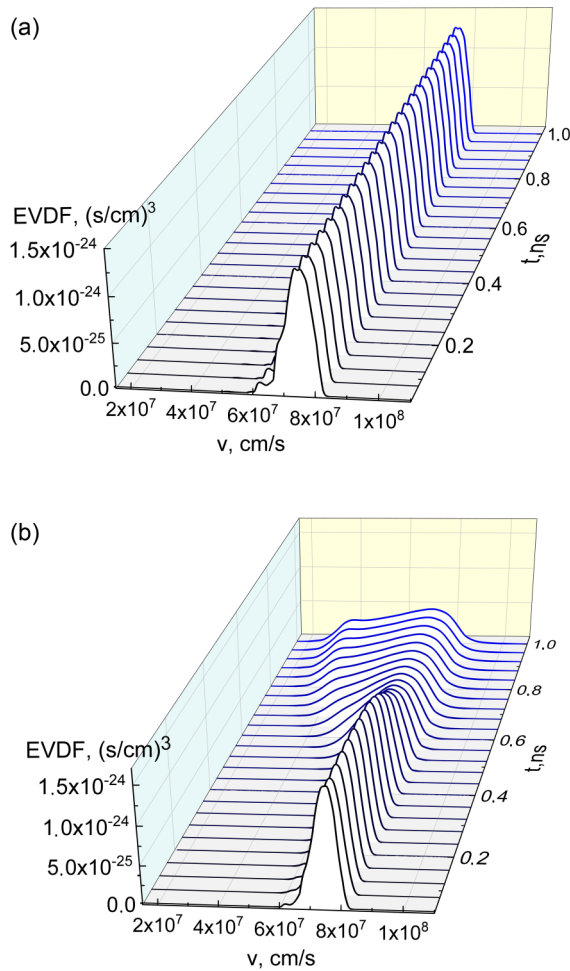 (a)
EVDF, (s/cm)³
1.5x10⁻²⁴
1.0x10⁻²⁴
5.0x10⁻²⁵
0.0
2x10⁷ 4x10⁷ 6x10⁷ 8x10⁷ 1x10⁸
v, cm/s
0.2
0.4
0.6
0.8
1.0
t,ns
(b)
EVDF, (s/cm)³
1.5x10⁻²⁴
1.0x10⁻²⁴
5.0x10⁻²⁵
0.0
2x10⁷ 4x10⁷ 6x10⁷ 8x10⁷ 1x10⁸
v, cm/s
0.2
0.4
0.6
0.8
1.0
t,ns